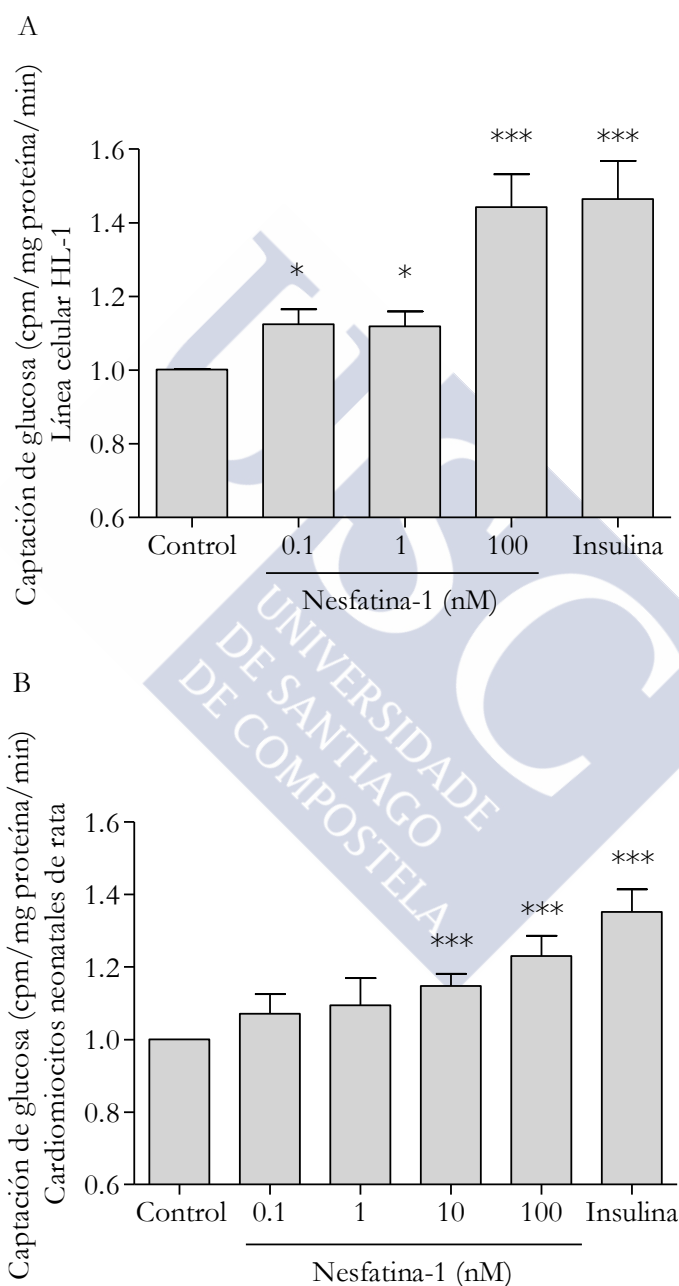 A
Captación de glucosa (cpm/mg proteína/min)
Línea celular HL-1
1.6
1.4
1.2
1.0
0.8
0.6
*
*
***
***
Control
0.1
1
100
Insulina
Nesfatina-1 (nM)
USC
UNIVERSIDADE
DE SANTIAGO
DE COMPOSTELA
B
Captación de glucosa (cpm/mg proteína/min)
Cardiomiocitos neonatales de rata
1.6
1.4
1.2
1.0
0.8
0.6
***
***
***
Control
0.1
1
10
100
Insulina
Nesfatina-1 (nM)